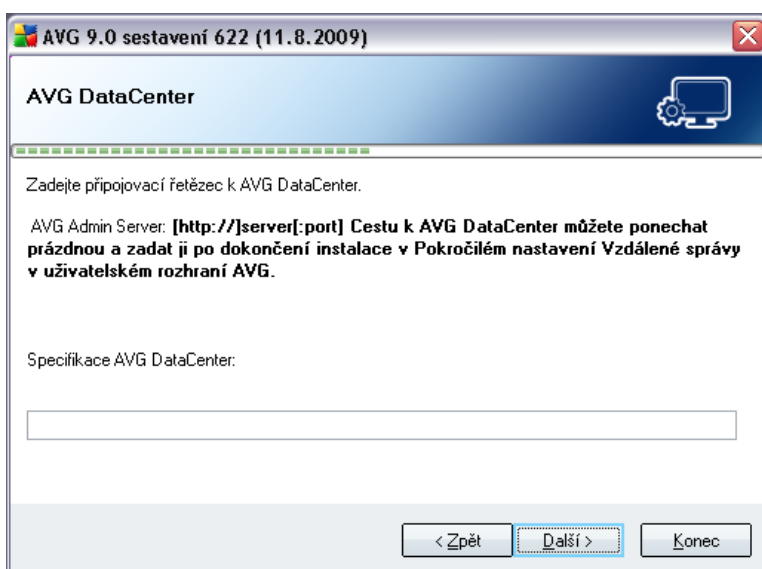 AVG 9.0 sestavení 622 (11.8.2009)
AVG DataCenter
Zadejte připojovací řetězec k AVG DataCenter.
AVG Admin Server: [http://]server[:port] Cestu k AVG DataCenter můžete ponechat
prázdnou a zadat ji po dokončení instalace v Pokročilém nastavení Vzdálené správy
v uživatelském rozhraní AVG.
Specifikace AVG DataCenter:
< Zpět Další > Konec